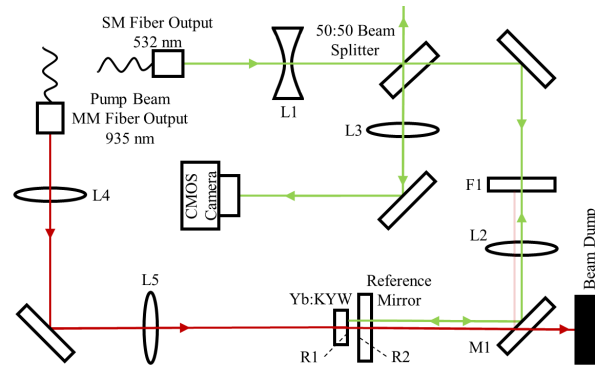 SM Fiber Output
532 nm
50:50 Beam
Splitter
L1
Pump Beam
MM Fiber Output
935 nm
L3
CMOS
Camera
F1
L4
L2
Beam Dump
L5
Reference
Mirror
Yb:KYW
M1
R1
R2